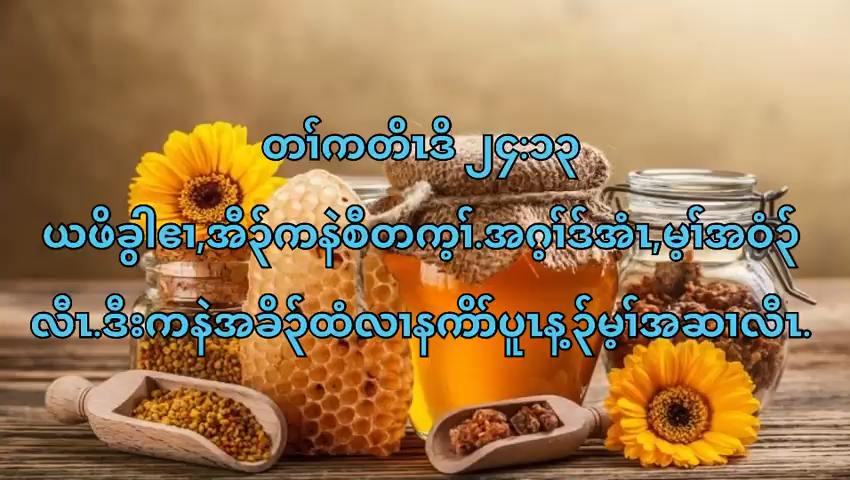 တၢ်ကတိၤဒိ ၂၄:၁၃
ယဖိခွါဧၢ,အီၣ်ကနဲစီတက့ၢ်.အဂ့ၢ်ဒ်အံၤ,မ့ၢ်အဝံၣ်
လီၤ.ဒီးကနဲအခိၣ်ထံလၢနကိာ်ပူၤန့ၣ်မ့ၢ်အဆၢလီၤ.